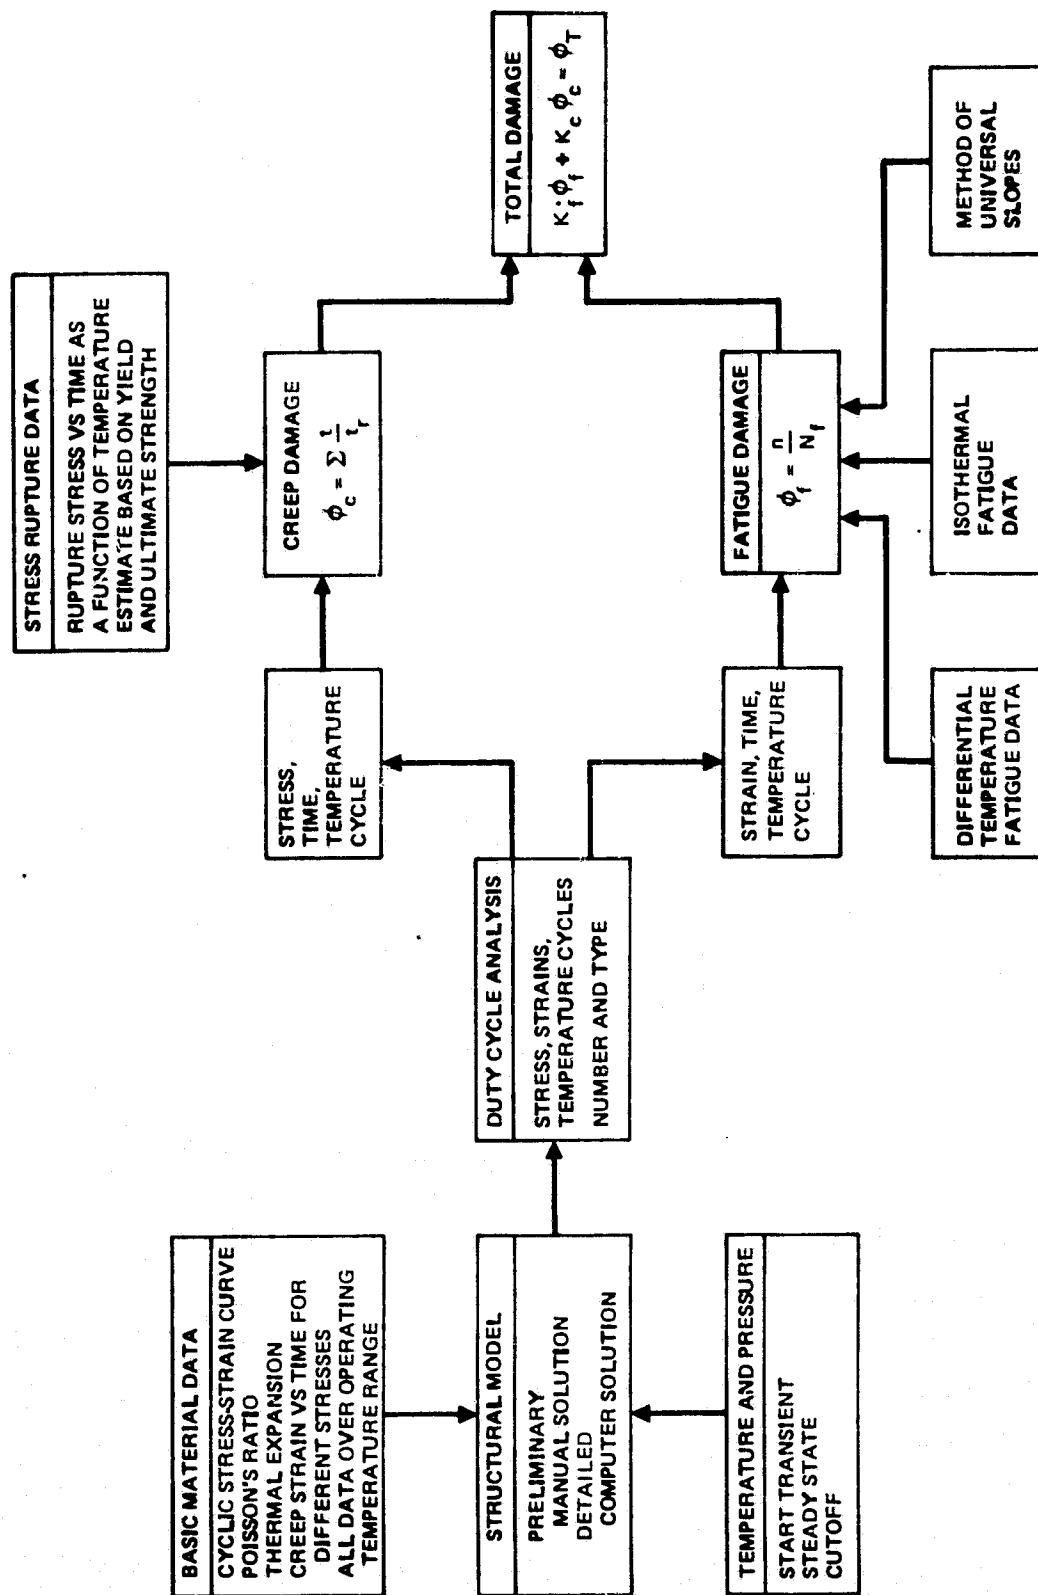 BASIC MATERIAL DATA
CYCLIC STRESS-STRAIN CURVE
POISSON'S RATIO
THERMAL EXPANSION
CREEP STRAIN VS TIME FOR
DIFFERENT STRESSES
ALL DATA OVER OPERATING
TEMPERATURE RANGE
STRUCTURAL MODEL
PRELIMINARY
MANUAL SOLUTION
DETAILED
COMPUTER SOLUTION
TEMPERATURE AND PRESSURE
START TRANSIENT
STEADY STATE
CUTOFF
DUTY CYCLE ANALYSIS
STRESS, STRAINS,
TEMPERATURE CYCLES
NUMBER AND TYPE
STRESS,
TIME,
TEMPERATURE
CYCLE
STRAIN, TIME,
TEMPERATURE
CYCLE
STRESS RUPTURE DATA
RUPTURE STRESS VS TIME AS
A FUNCTION OF TEMPERATURE
ESTIMATE BASED ON YIELD
AND ULTIMATE STRENGTH
CREEP DAMAGE
ϕc = Σ t/tr
FATIGUE DAMAGE
ϕf = n/Nf
DIFFERENTIAL
TEMPERATURE
FATIGUE DATA
ISOTHERMAL
FATIGUE
DATA
METHOD OF
UNIVERSAL
SLOPES
TOTAL DAMAGE
Kf·ϕf + Kc ϕc = ϕT